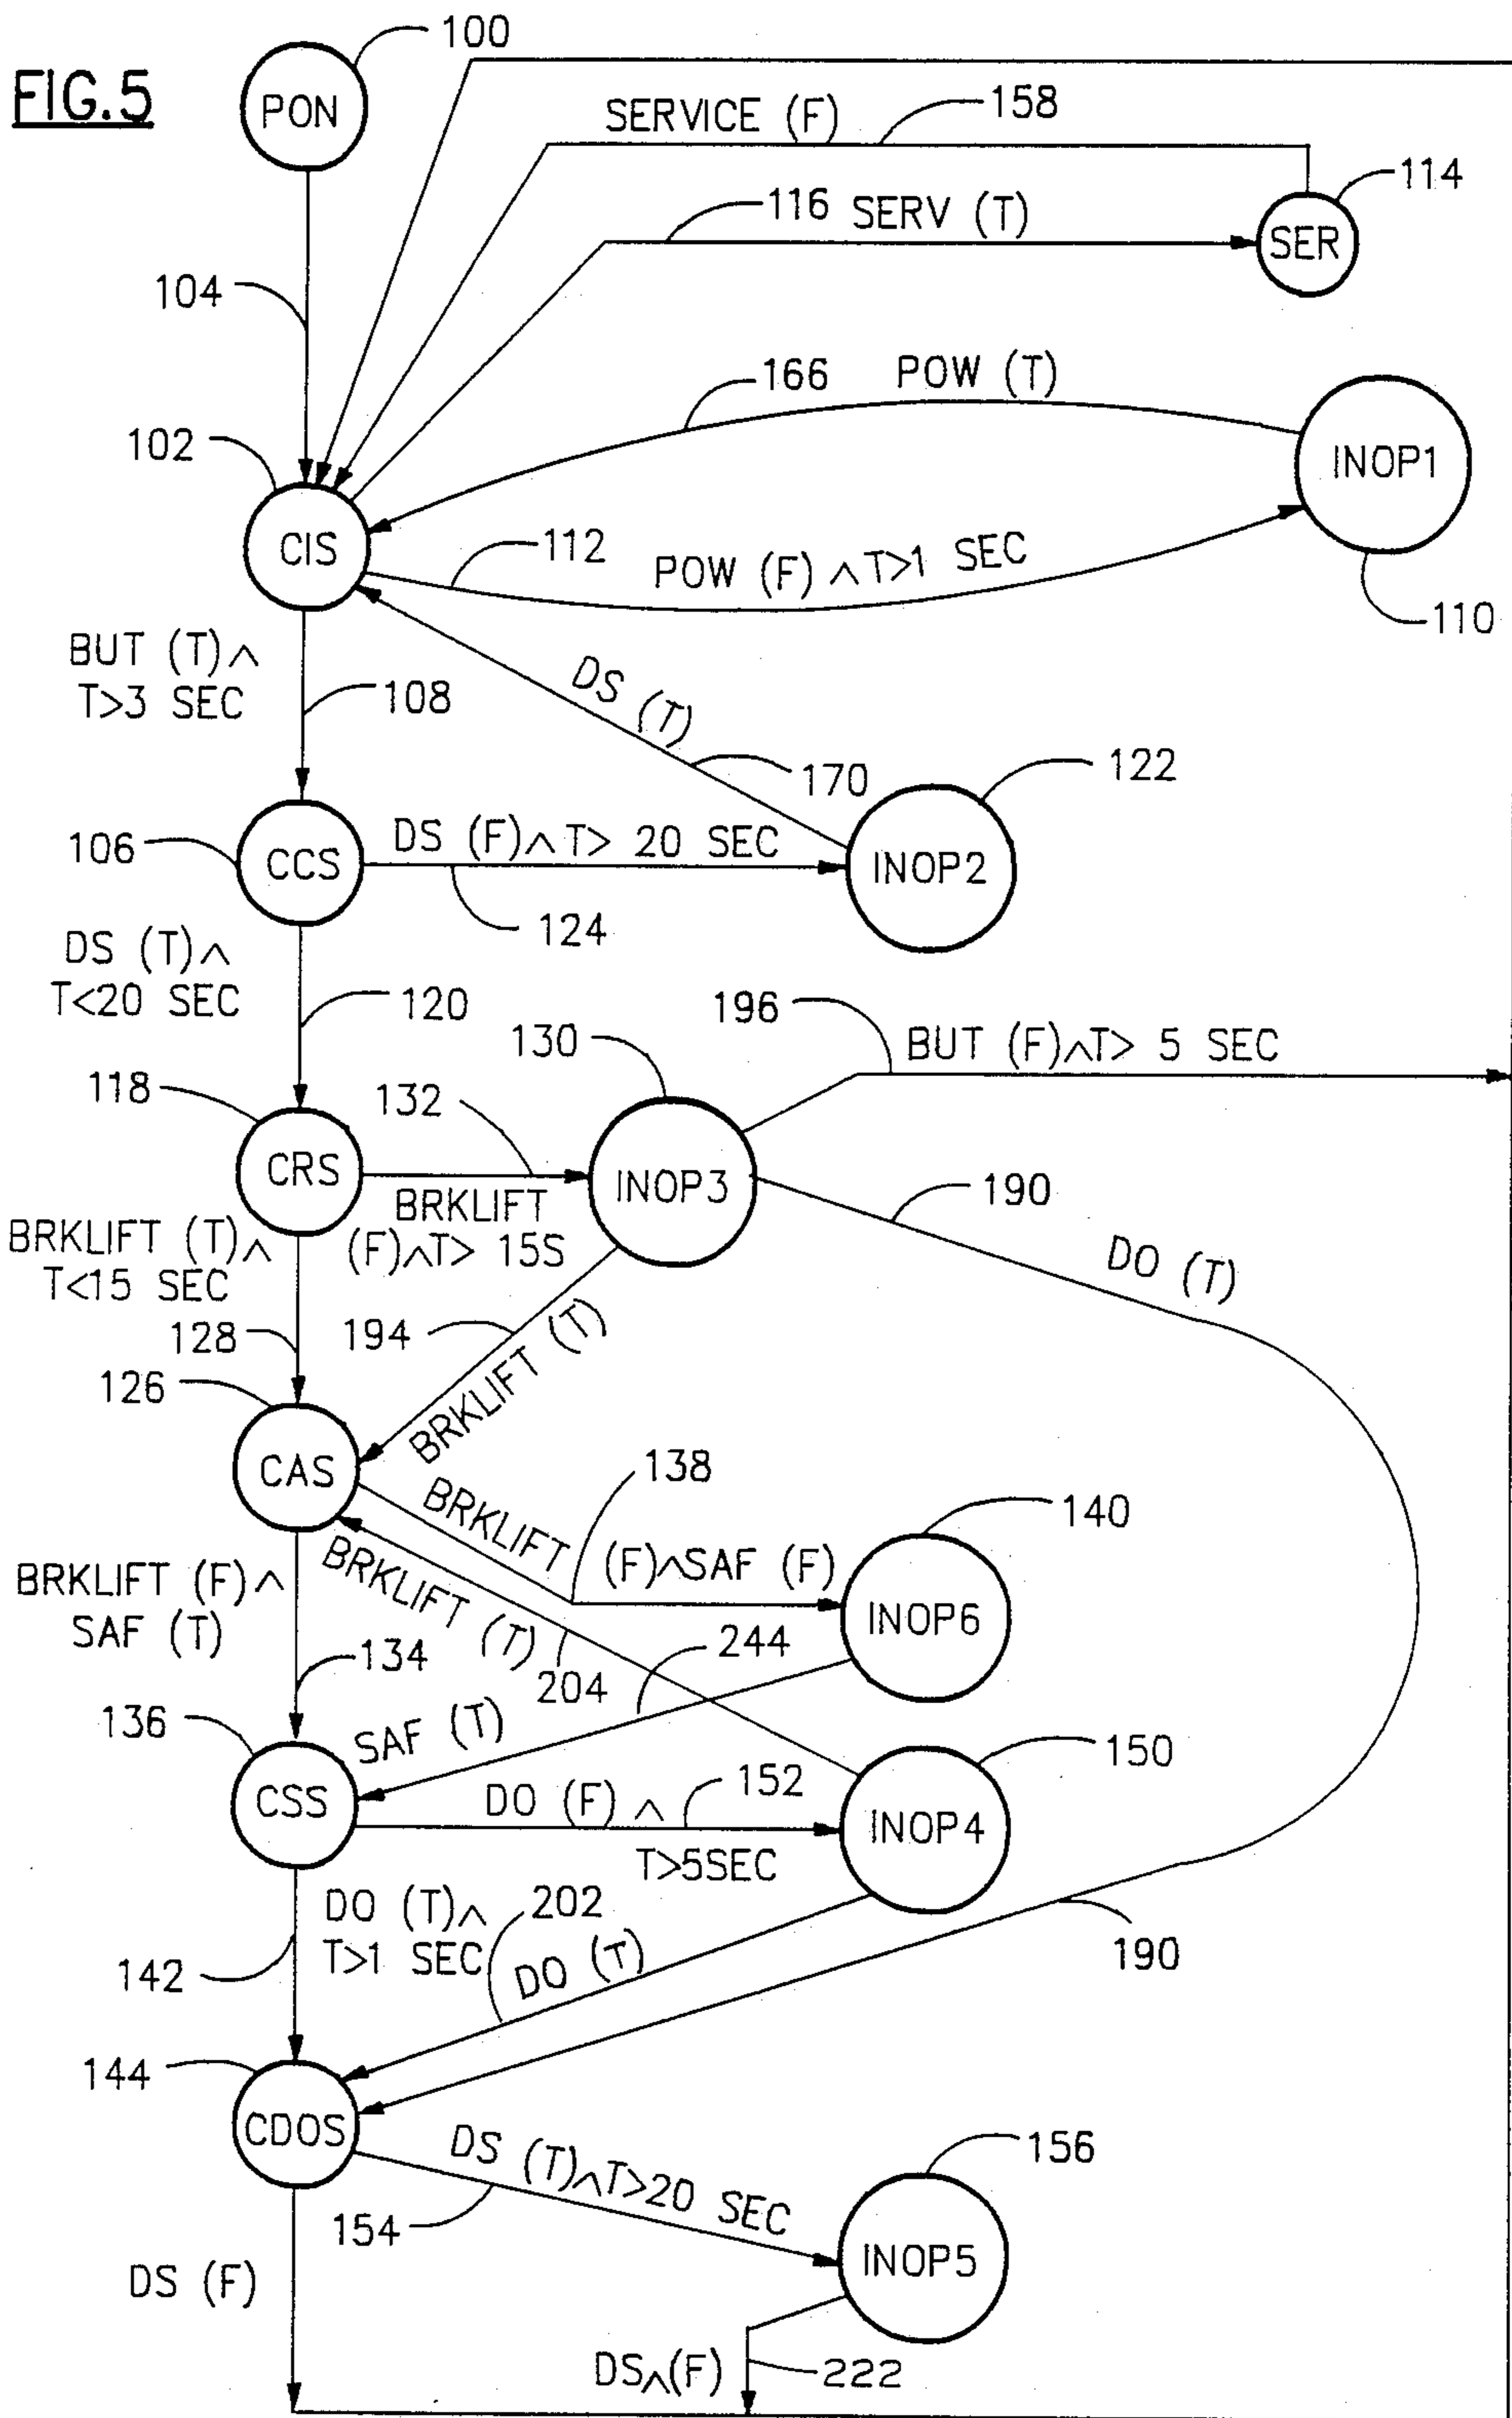 FIG.5
100
PON
SERVICE (F)
158
114
116
SERV (T)
SER
104
166
POW (T)
102
INOP1
CIS
112
POW (F) ∧ T>1 SEC
110
BUT (T)∧
T>3 SEC
108
DS (T)
170
122
106
CCS
DS (F)∧ T> 20 SEC
INOP2
124
DS (T)∧
T<20 SEC
120
196
130
BUT (F)∧T> 5 SEC
118
132
CRS
INOP3
190
BRKLIFT
(F)∧T> 15S
BRKLIFT (T)∧
T<15 SEC
DO (T)
128
194
BRKLIFT (T)
126
CAS
138
BRKLIFT
(F)∧SAF (F)
140
BRKLIFT (T)
INOP6
BRKLIFT (F)∧
SAF (T)
134
204
244
136
SAF (T)
150
CSS
DO (F) ∧
152
INOP4
T>5SEC
DO (T)∧
T>1 SEC
202
142
DO (T)
190
144
CDOS
DS (T)∧T>20 SEC
156
154
INOP5
DS (F)
DS∧(F)
222